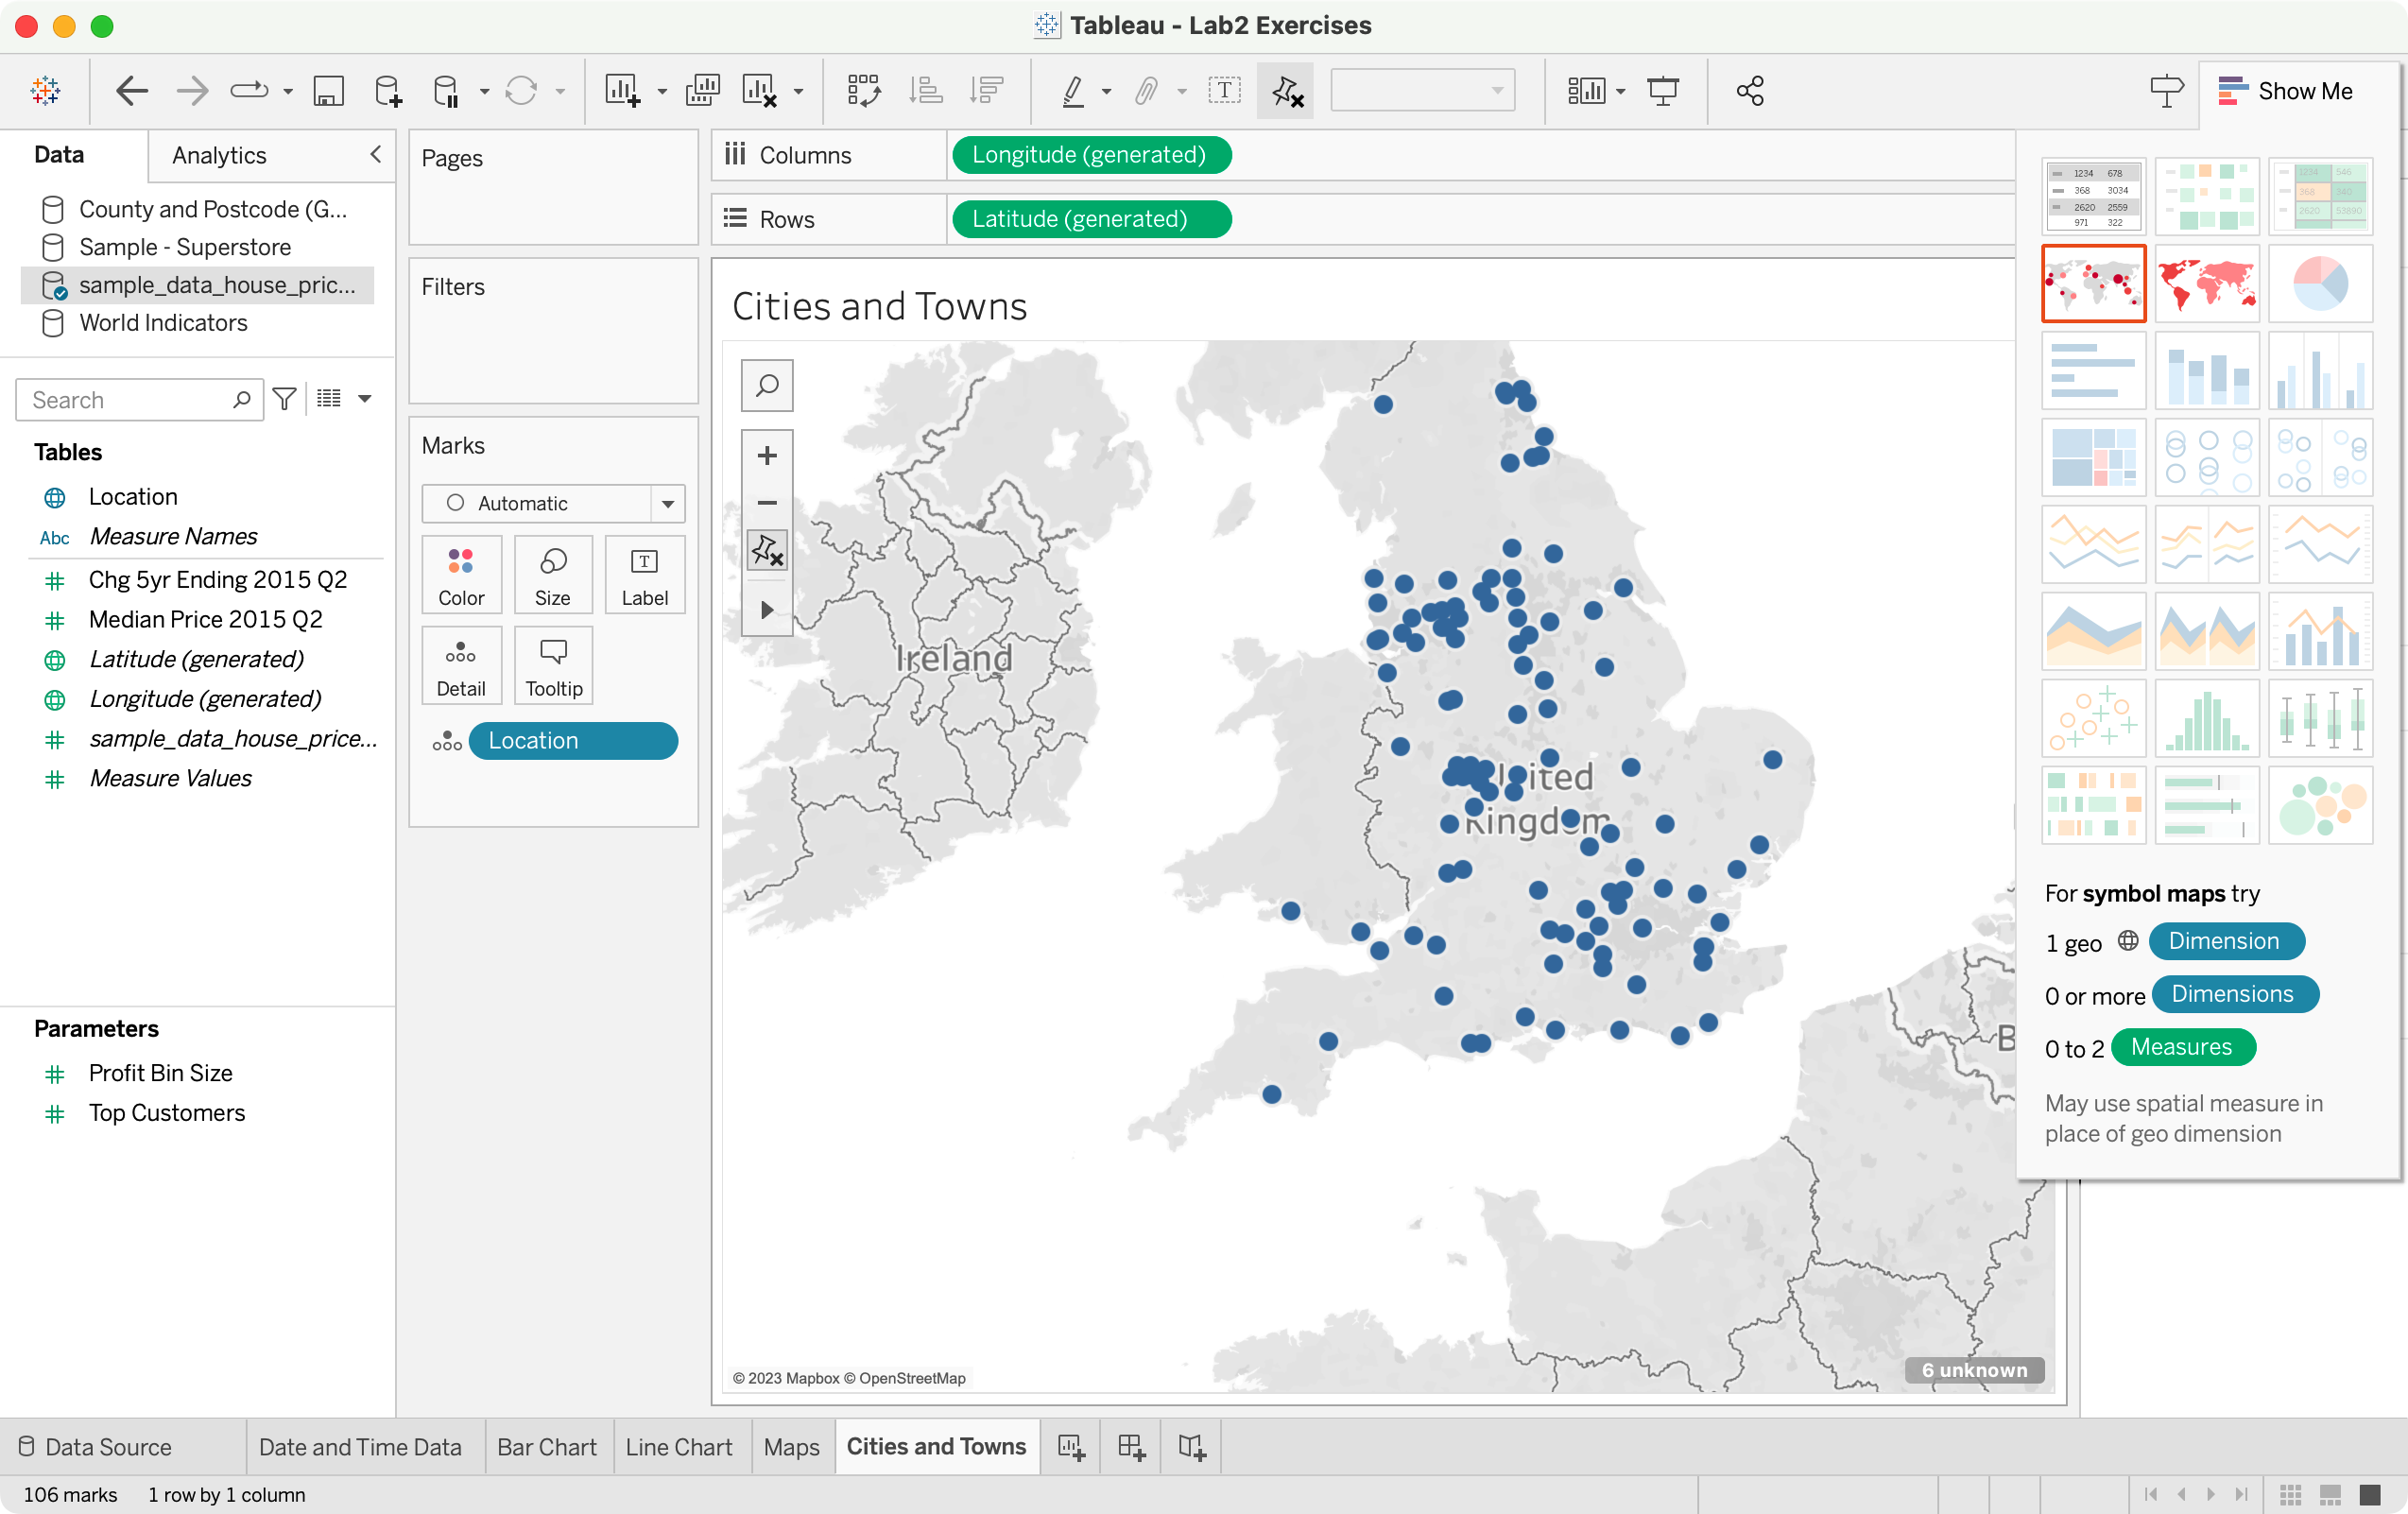 Tableau - Lab2 Exercises
Show Me
Data
Analytics
County and Postcode (G...
Sample - Superstore
sample_data_house_pric...
World Indicators
Search
Tables
Location
Abc Measure Names
Chg 5yr Ending 2015 Q2
Median Price 2015 Q2
Latitude (generated)
Longitude (generated)
sample_data_house_price...
Measure Values
Parameters
Profit Bin Size
Top Customers
Pages
Filters
Marks
Automatic
Color
Size
T
Label
Detail
Tooltip
Location
Columns
Longitude (generated)
Rows
Latitude (generated)
Cities and Towns
Ireland
United
Kingdom
B
© 2023 Mapbox © OpenStreetMap
6 unknown
1234 678
368 3034
2620 2559
971 322
1234 546
368 340
2620 53890
For symbol maps try
1 geo Dimension
0 or more Dimensions
0 to 2 Measures
May use spatial measure in
place of geo dimension
Data Source
Date and Time Data
Bar Chart
Line Chart
Maps
Cities and Towns
106 marks
1 row by 1 column